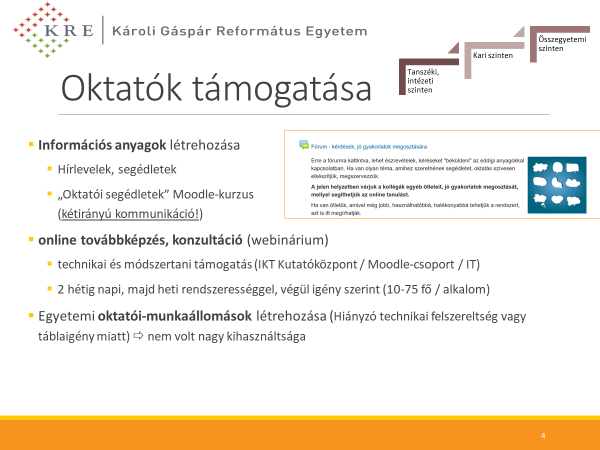 KRE
Károli Gáspár Református Egyetem
Összegyetemi
szinten
Kari szinten
Tanszéki,
intézeti
szinten
Oktatók támogatása
Információs anyagok létrehozása
Hírlevelek, segédletek
„Oktatói segédletek” Moodle-kurzus
(kétirányú kommunikáció!)
Fórum - kérdések, jó gyakorlatok megosztására
Erre a fórumra kattintva, lehet észrevételek, kéréseket "beküldeni" az eddigi anyagokkal
kapcsolatban. Ha van olyan téma, amihez szeretnének segédletet, oktatás szívesen
elkészítjük, megszervezzük.
A jelen helyzetben várjuk a kollégák egyéb ötleteit, jó gyakorlatok megosztását,
mellyel segíthetjük az online tanulást.
Ha van ötletük, amivel még jobb, használhatóbbá, hatékonyabbá tehetjük a rendszert,
azt is itt megírhatják.
online továbbképzés, konzultáció (webinárium)
technikai és módszertani támogatás (IKT Kutatóközpont / Moodle-csoport / IT)
2 hétig napi, majd heti rendszerességgel, végül igény szerint (10-75 fő / alkalom)
Egyetemi oktatói-munkaállomások létrehozása (Hiányzó technikai felszereltség vagy
táblaigény miatt) ⇨ nem volt nagy kihasználtsága
4